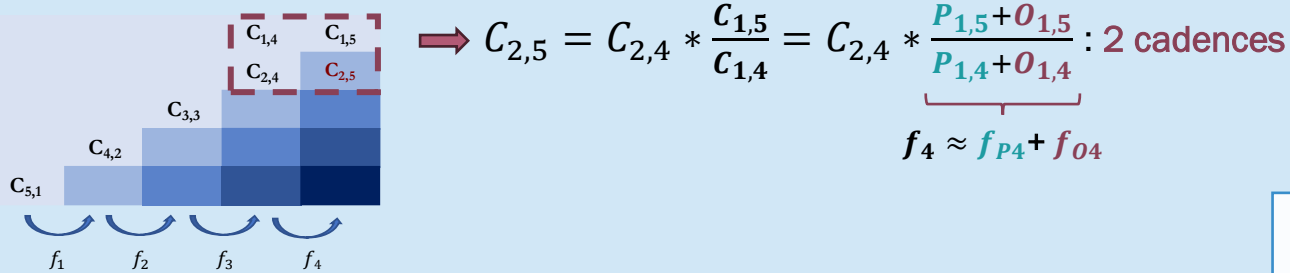 C1,4 C1,5
C2,4 C2,5
C3,3
C4,2
C5,1
f1 f2 f3 f4
C2,5 = C2,4 * C1,5/C1,4 = C2,4 * P1,5+O1,5/P1,4+O1,4 : 2 cadences
f4 ≈ fP4+ fO4